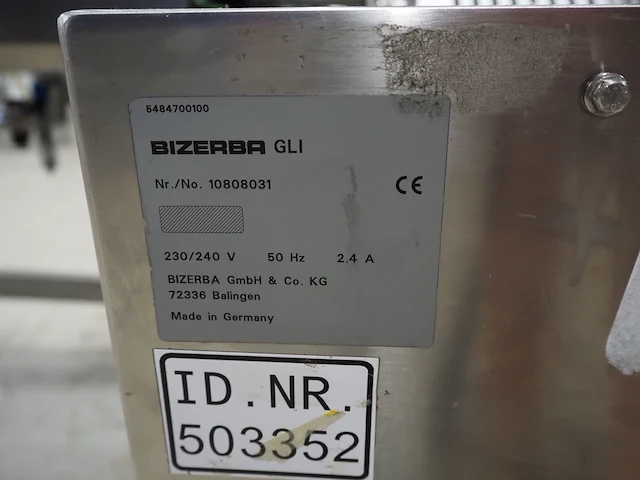 5484700100
BIZERBA GLI
Nr./No. 10808031
CE
230/240 V 50 Hz 2,4 A
BIZERBA GmbH & Co. KG
72336 Balingen
Made in Germany
ID.NR.
503352